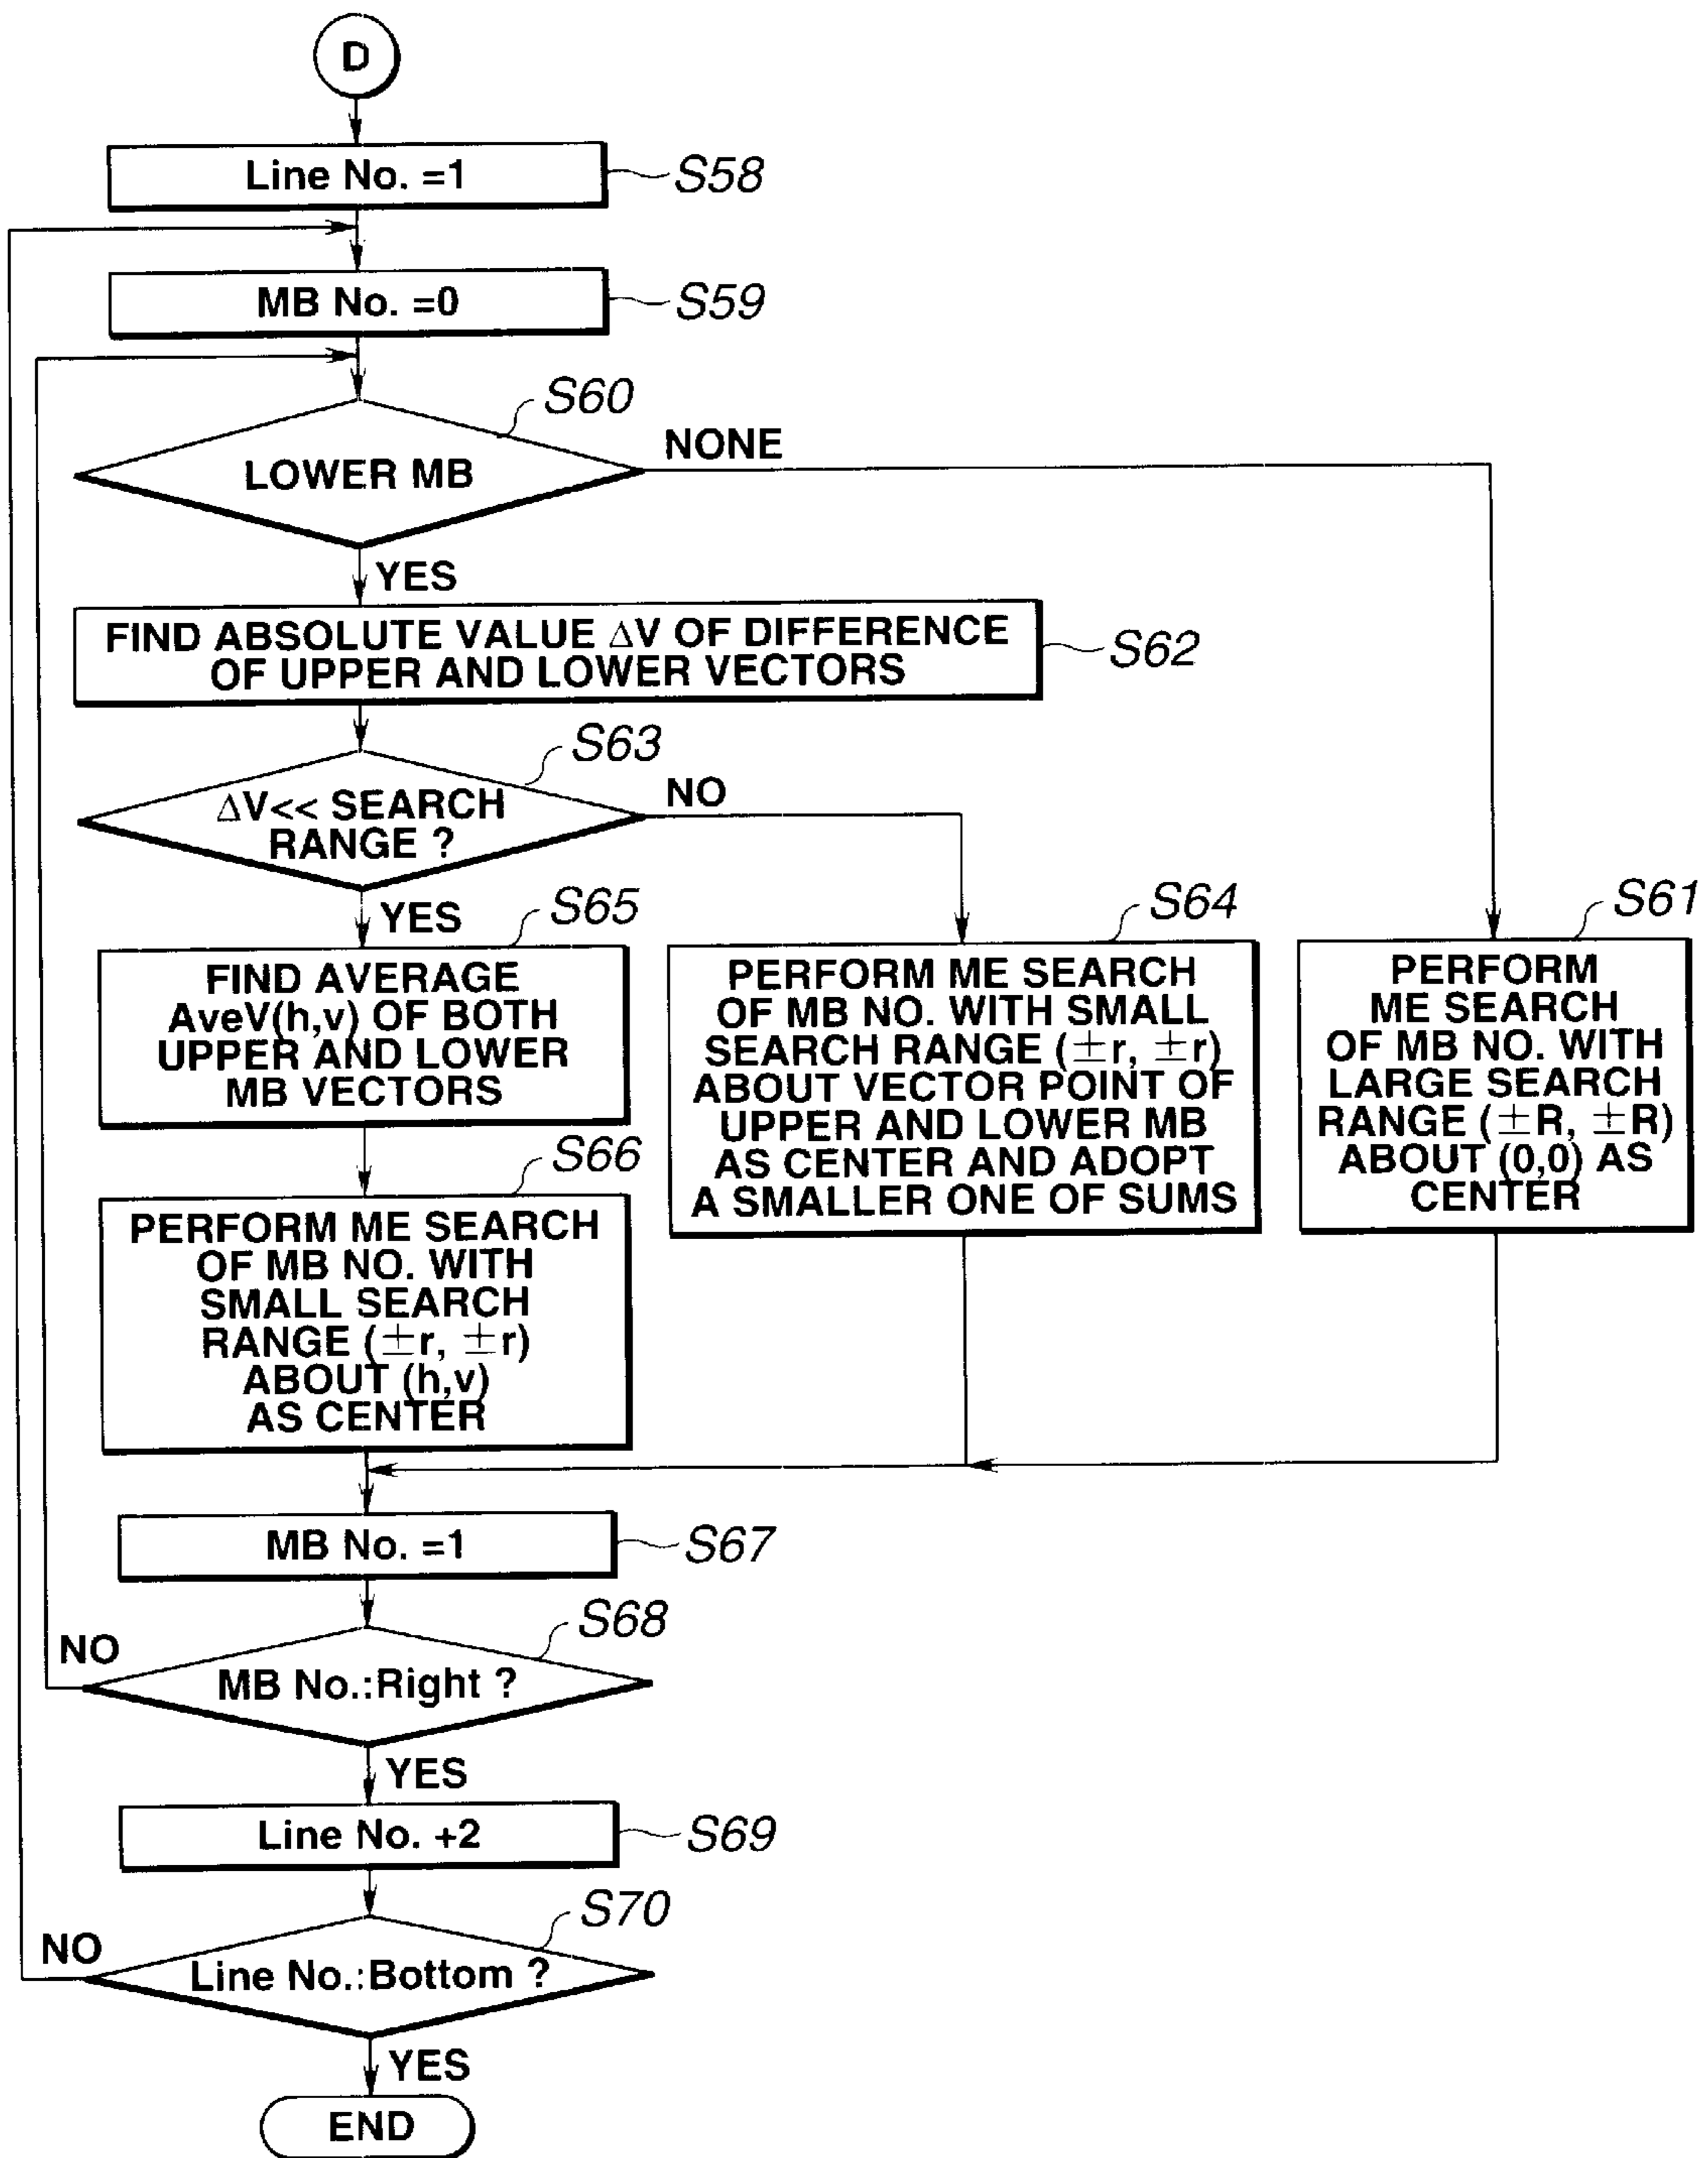 D
Line No. =1
S58
MB No. =0
S59
S60
LOWER MB
NONE
YES
FIND ABSOLUTE VALUE ΔV OF DIFFERENCE
OF UPPER AND LOWER VECTORS
S62
S63
ΔV<< SEARCH
RANGE ?
NO
YES
S65
FIND AVERAGE
AveV(h,v) OF BOTH
UPPER AND LOWER
MB VECTORS
S64
PERFORM ME SEARCH
OF MB NO. WITH SMALL
SEARCH RANGE (±r, ±r)
ABOUT VECTOR POINT OF
UPPER AND LOWER MB
AS CENTER AND ADOPT
A SMALLER ONE OF SUMS
S61
PERFORM
ME SEARCH
OF MB NO. WITH
LARGE SEARCH
RANGE (±R, ±R)
ABOUT (0,0) AS
CENTER
S66
PERFORM ME SEARCH
OF MB NO. WITH
SMALL SEARCH
RANGE (±r, ±r)
ABOUT (h,v)
AS CENTER
MB No. =1
S67
S68
NO
MB No.:Right ?
YES
Line No. +2
S69
S70
NO
Line No.:Bottom ?
YES
END